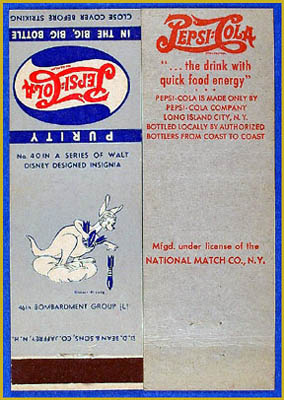 CLOSE COVER BEFORE STRIKING
IN THE BIG, BIG BOTTLE
PEPSI-COLA
PURITY
No. 40 IN A SERIES OF WALT
DISNEY DESIGNED INSIGNIA
46th BOMBARDMENT GROUP (L)
D.D. BEAN & SONS, CO. JAFFREY, N.H.
PEPSI-COLA
"...the drink with
quick food energy"
PEPSI-COLA IS MADE ONLY BY
PEPSI-COLA COMPANY
LONG ISLAND CITY, N.Y.
BOTTLED LOCALLY BY AUTHORIZED
BOTTLERS FROM COAST TO COAST
Mfgd. under license of the
NATIONAL MATCH CO., N.Y.